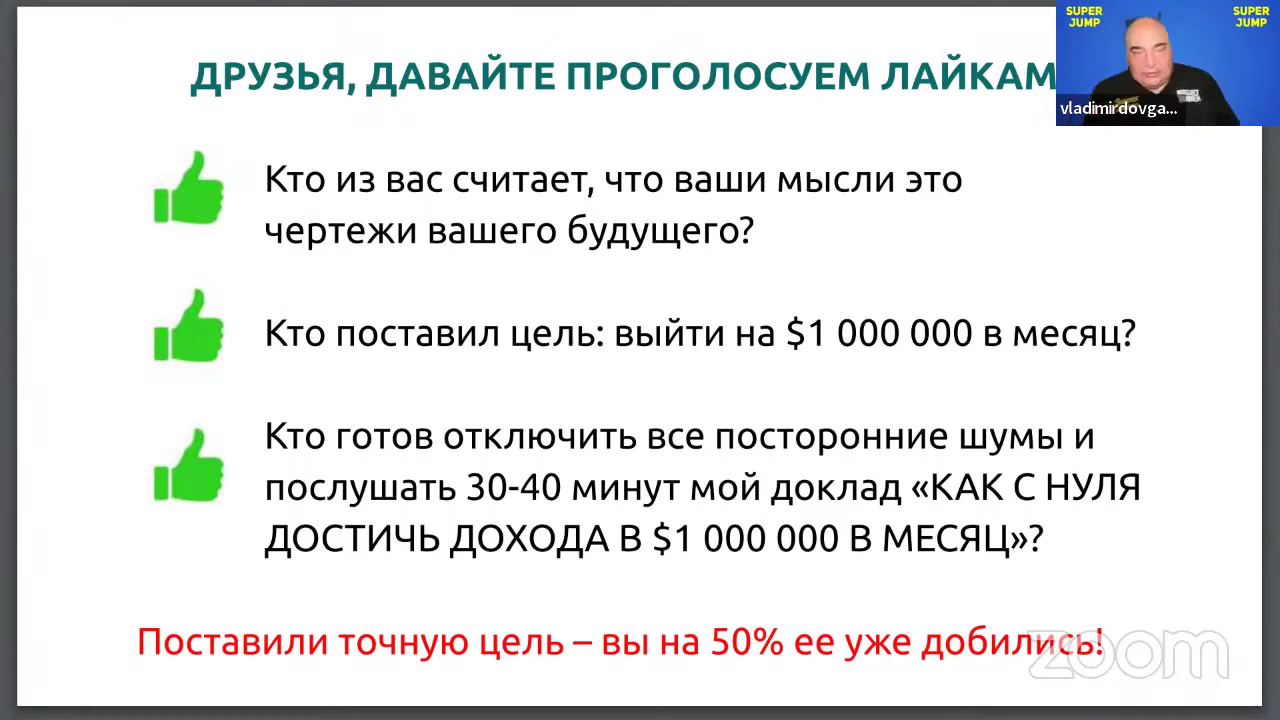 ДРУЗЬЯ, ДАВАЙТЕ ПРОГОЛОСУЕМ ЛАЙКАМ
SUPER
JUMP
SUPER
JUMP
vladimirdovga...
Кто из вас считает, что ваши мысли это
чертежи вашего будущего?
Кто поставил цель: выйти на $1 000 000 в месяц?
Кто готов отключить все посторонние шумы и
послушать 30-40 минут мой доклад «КАК С НУЛЯ
ДОСТИЧЬ ДОХОДА В $1 000 000 В МЕСЯЦ»?
Поставили точную цель – вы на 50% ее уже добились!
zoom